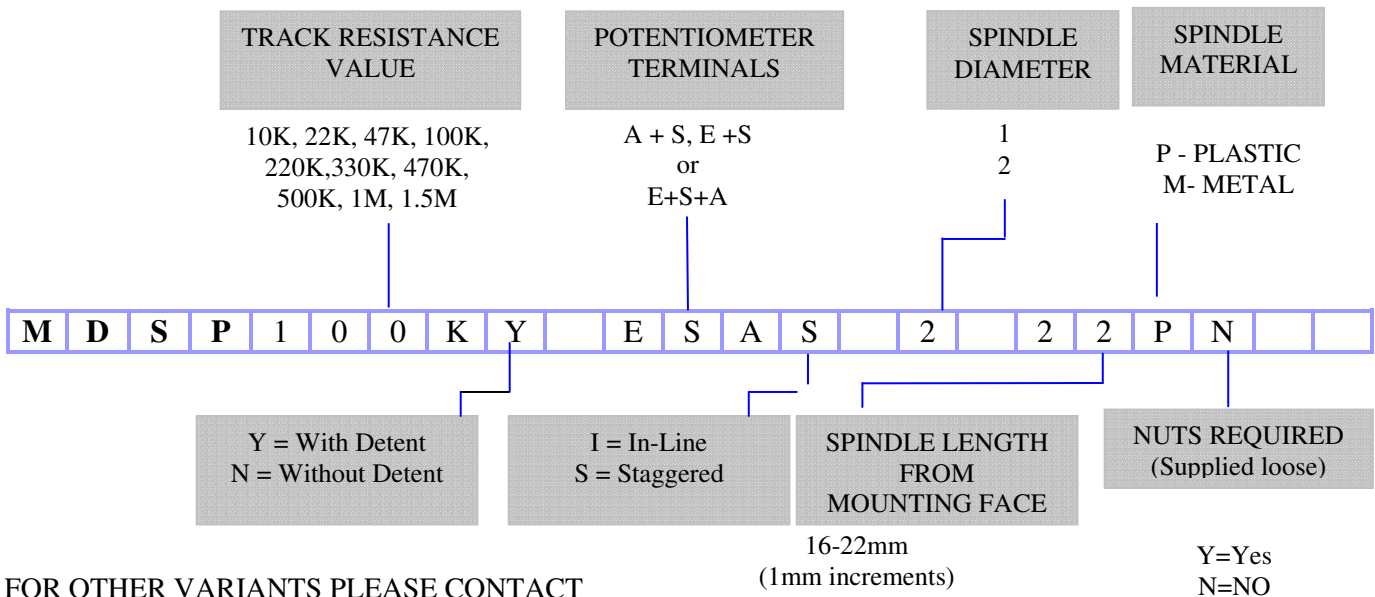 TRACK RESISTANCE
VALUE
10K, 22K, 47K, 100K,
220K,330K, 470K,
500K, 1M, 1.5M
POTENTIOMETER
TERMINALS
A + S, E +S
or
E+S+A
SPINDLE
DIAMETER
1
2
SPINDLE
MATERIAL
P - PLASTIC
M- METAL
M D S P 1 0 0 K Y E S A S 2 2 2 P N
Y = With Detent
N = Without Detent
I = In-Line
S = Staggered
SPINDLE LENGTH
FROM
MOUNTING FACE
16-22mm
(1mm increments)
NUTS REQUIRED
(Supplied loose)
Y=Yes
N=NO
FOR OTHER VARIANTS PLEASE CONTACT